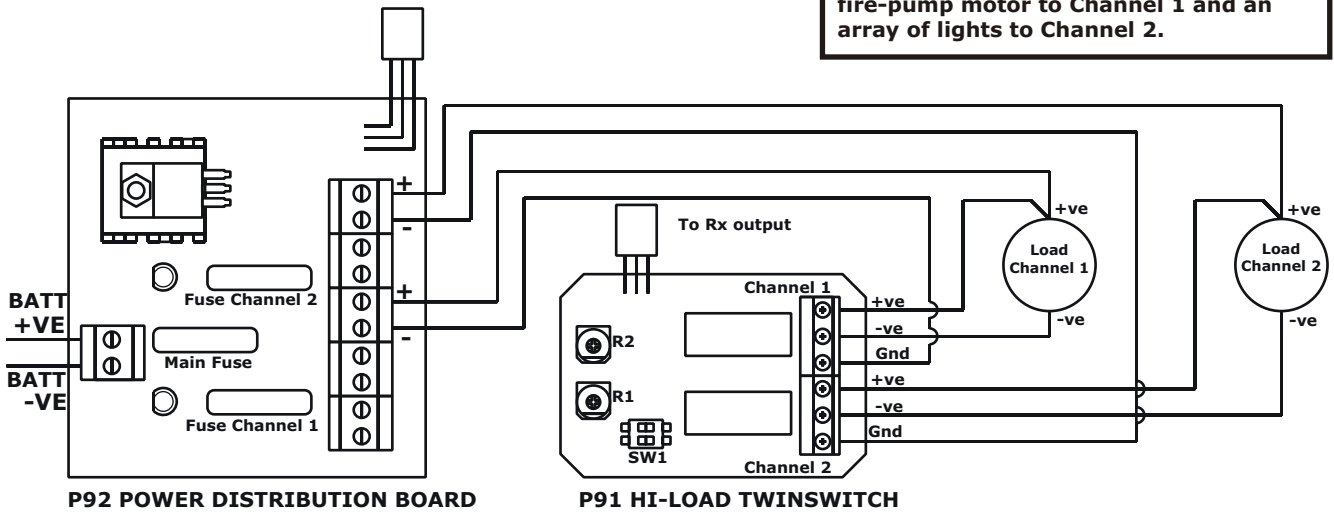 fire-pump motor to Channel 1 and an
array of lights to Channel 2.
+
-
+
-
BATT
+VE
BATT
-VE
Fuse Channel 2
Main Fuse
Fuse Channel 1
To Rx output
R2
R1
SW1
Channel 1
+ve
-ve
Gnd
+ve
-ve
Gnd
Channel 2
+ve
Load
Channel 1
-ve
+ve
Load
Channel 2
-ve
P92 POWER DISTRIBUTION BOARD
P91 HI-LOAD TWINSWITCH